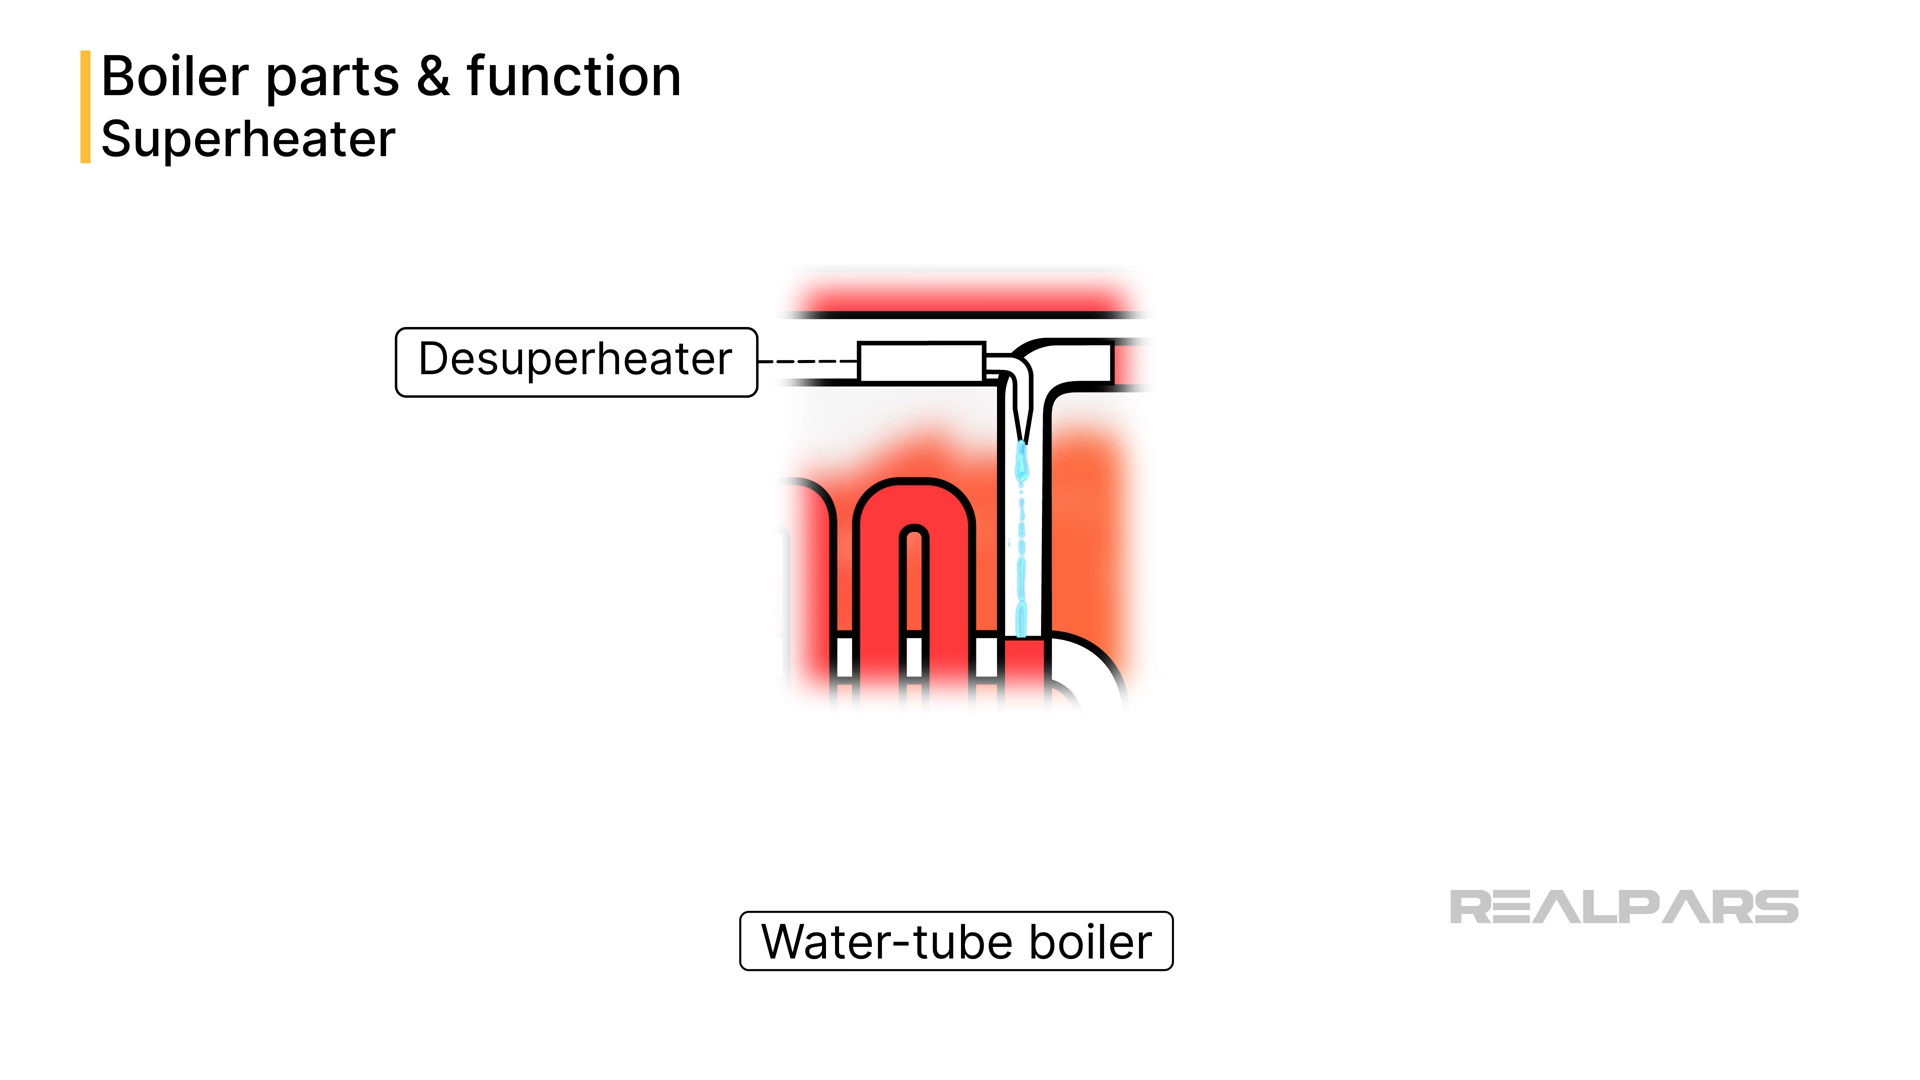 Boiler parts & function
Superheater
Desuperheater
Water-tube boiler
REALPARS